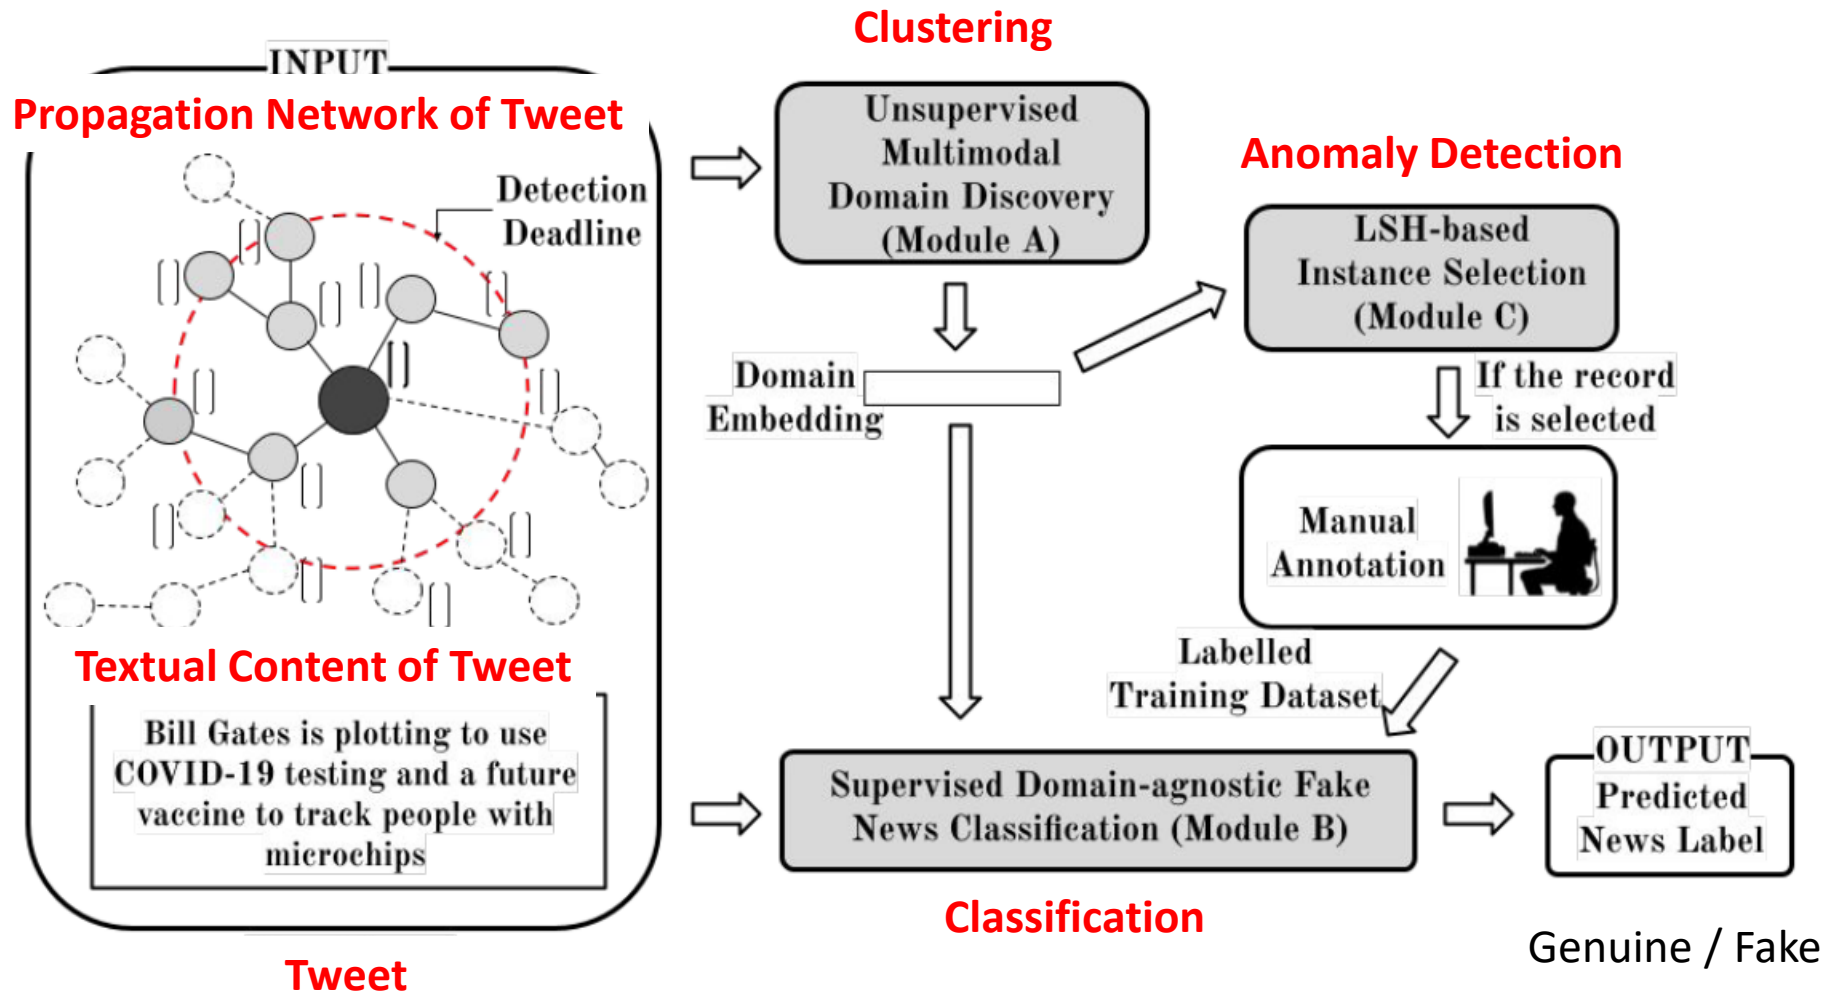 INPUT
Propagation Network of Tweet
Detection
Deadline
Textual Content of Tweet
Bill Gates is plotting to use
COVID-19 testing and a future
vaccine to track people with
microchips
Tweet
Clustering
Unsupervised
Multimodal
Domain Discovery
(Module A)
Domain
Embedding
Anomaly Detection
LSH-based
Instance Selection
(Module C)
If the record
is selected
Manual
Annotation
Labelled
Training Dataset
Supervised Domain-agnostic Fake
News Classification (Module B)
Classification
OUTPUT
Predicted
News Label
Genuine / Fake